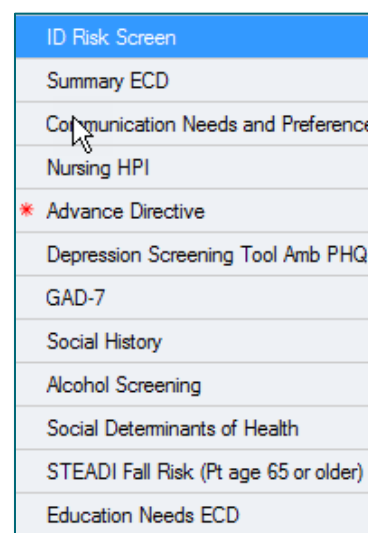 ID Risk Screen
Summary ECD
Communication Needs and Preference
Nursing HPI
* Advance Directive
Depression Screening Tool Amb PHQ
GAD-7
Social History
Alcohol Screening
Social Determinants of Health
STEADI Fall Risk (Pt age 65 or older)
Education Needs ECD